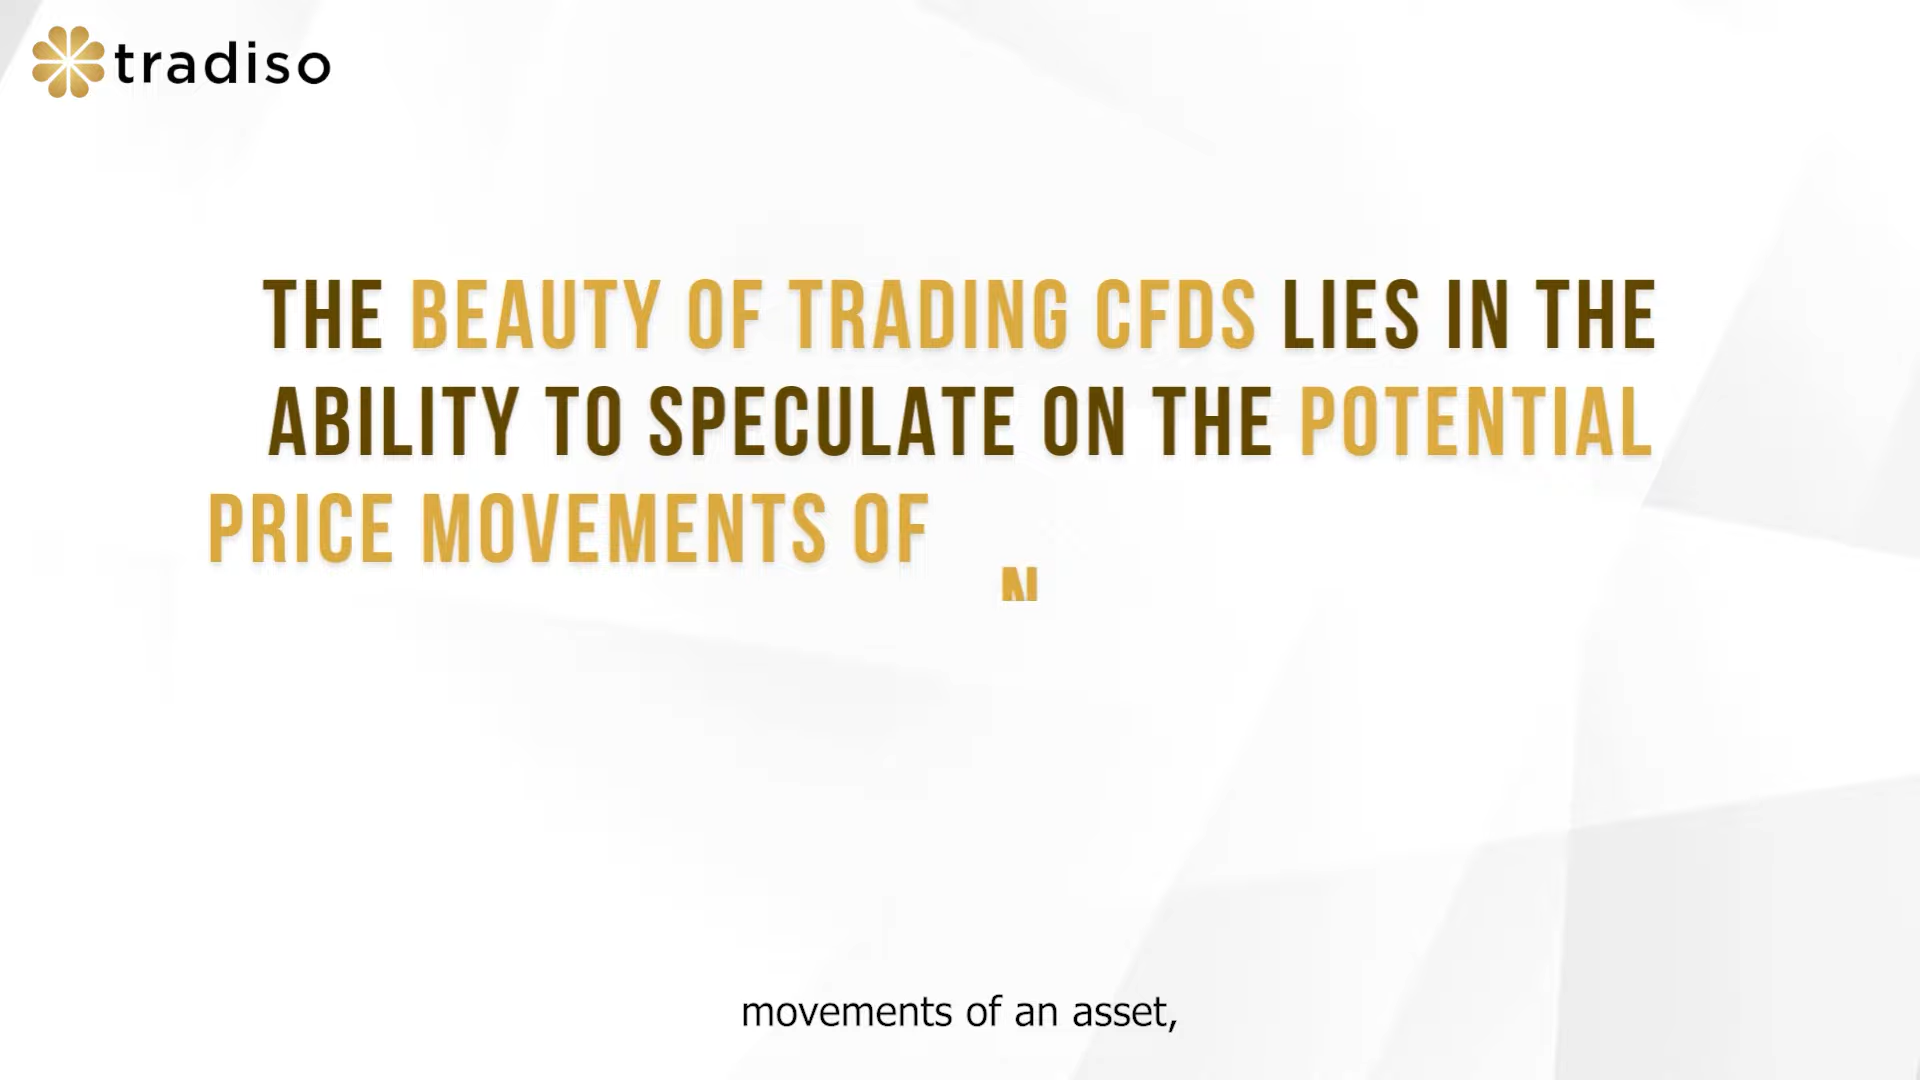 tradiso
THE BEAUTY OF TRADING CFDS LIES IN THE
ABILITY TO SPECULATE ON THE POTENTIAL
PRICE MOVEMENTS OF
movements of an asset,